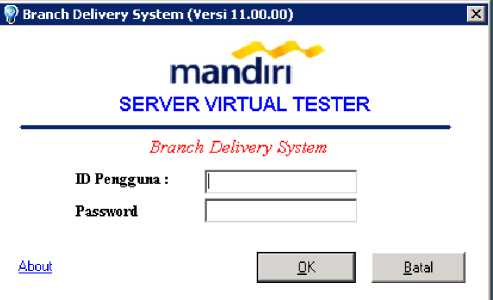 Branch Delivery System (Versi 11.00.00)
mandiri
SERVER VIRTUAL TESTER
Branch Delivery System
ID Pengguna :
Password
About
OK
Batal